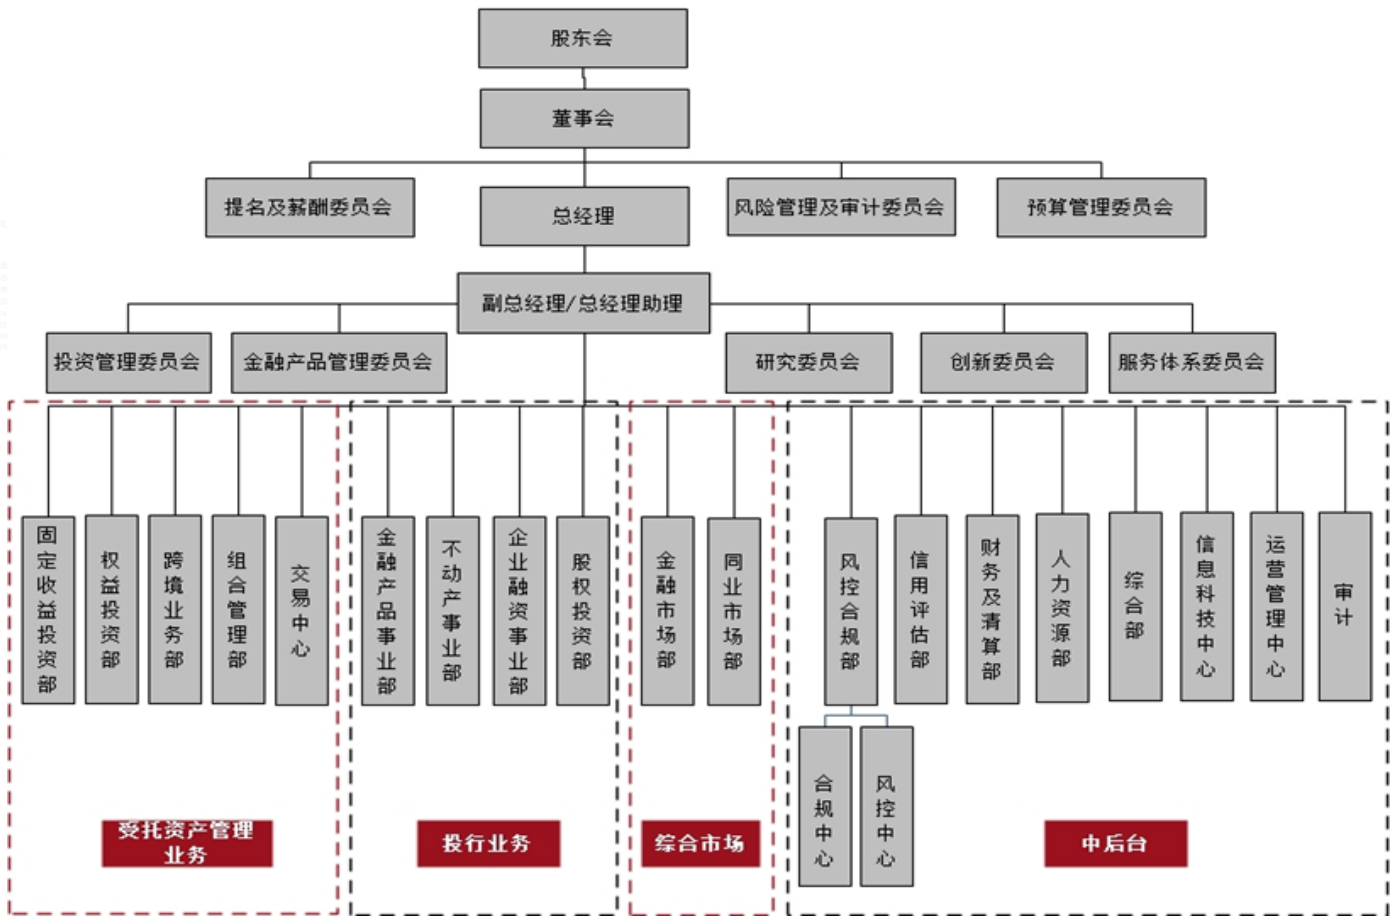 股东会
董事会
提名及薪酬委员会
总经理
风险管理及审计委员会
预算管理委员会
副总经理/总经理助理
投资管理委员会
金融产品管理委员会
研究委员会
创新委员会
服务体系委员会
固定收益投资部
权益投资部
跨境业务部
组合管理部
交易中心
金融产品事业部
不动产事业部
企业融资事业部
股权投资部
金融市场部
同业市场部
风控合规部
信用评估部
财务及清算部
人力资源部
综合部
信息科技中心
运营管理中心
审计
合规中心
风控中心
受托资产管理
业务
投行业务
综合市场
中后台